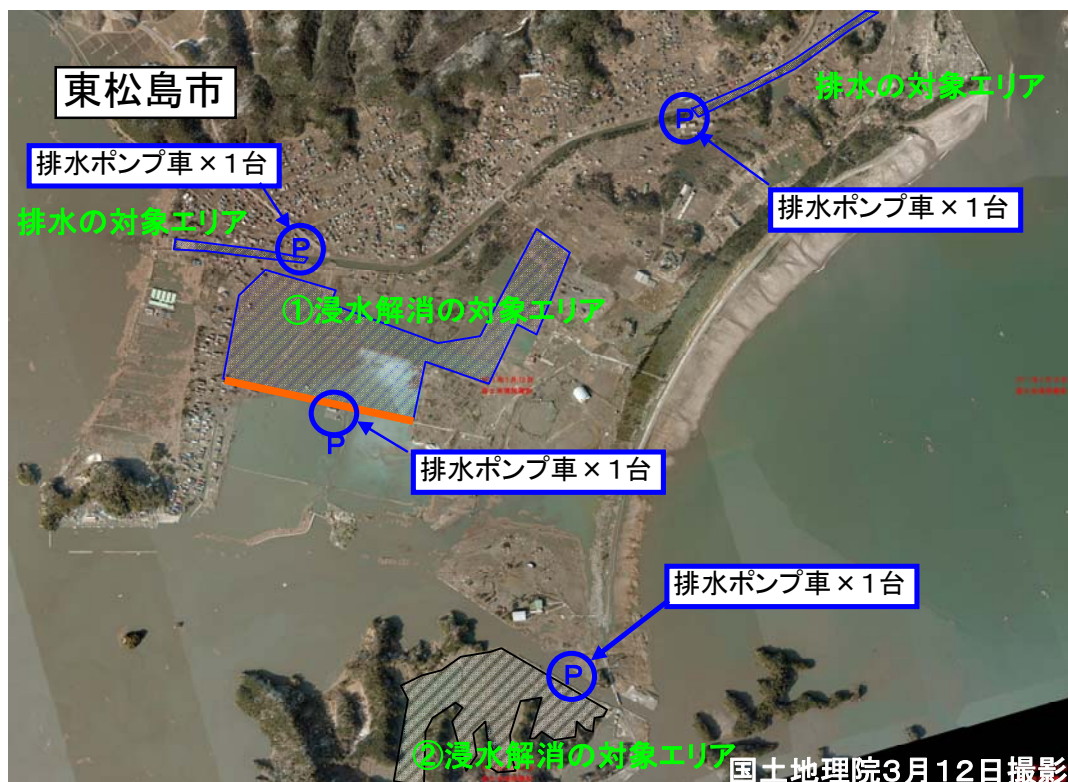 東松島市
排水の対象エリア
P
排水ポンプ車×1台
排水ポンプ車×1台
排水の対象エリア
P
①浸水解消の対象エリア
P
排水ポンプ車×1台
排水ポンプ車×1台
P
②浸水解消の対象エリア
国土地理院3月12日撮影